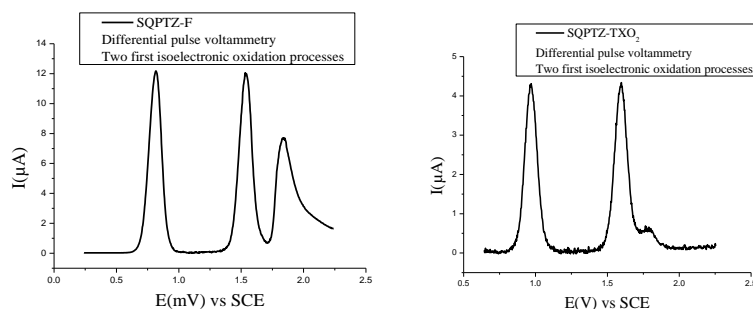 SQPTZ-F
Differential pulse voltammetry
Two first isoelectronic oxidation processes
14
12
10
8
6
4
2
0
I(µA)
0.0 0.5 1.0 1.5 2.0 2.5
E(mV) vs SCE
SQPTZ-TXO₂
Differential pulse voltammetry
Two first isoelectronic oxidation processes
5
4
3
2
1
0
I(µA)
0.5 1.0 1.5 2.0 2.5
E(V) vs SCE